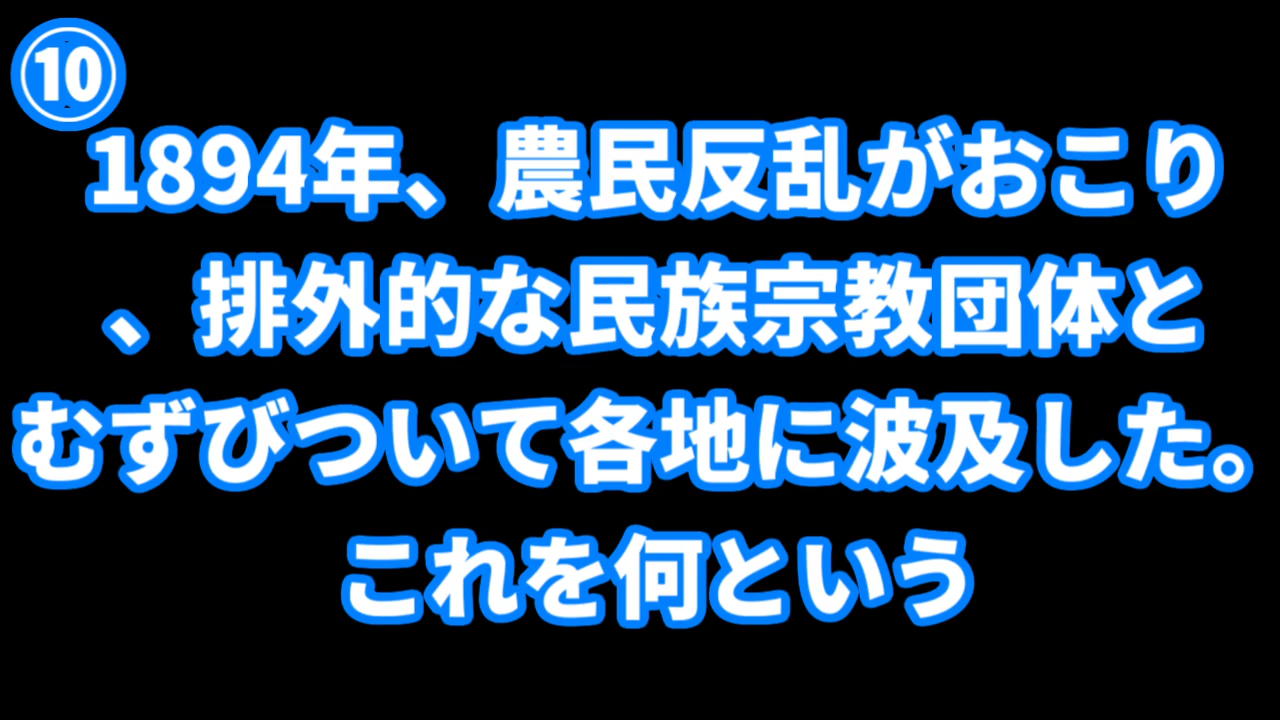 ⑩
1894年、農民反乱がおこり
、排外的な民族宗教団体と
むずびついて各地に波及した。
これを何という